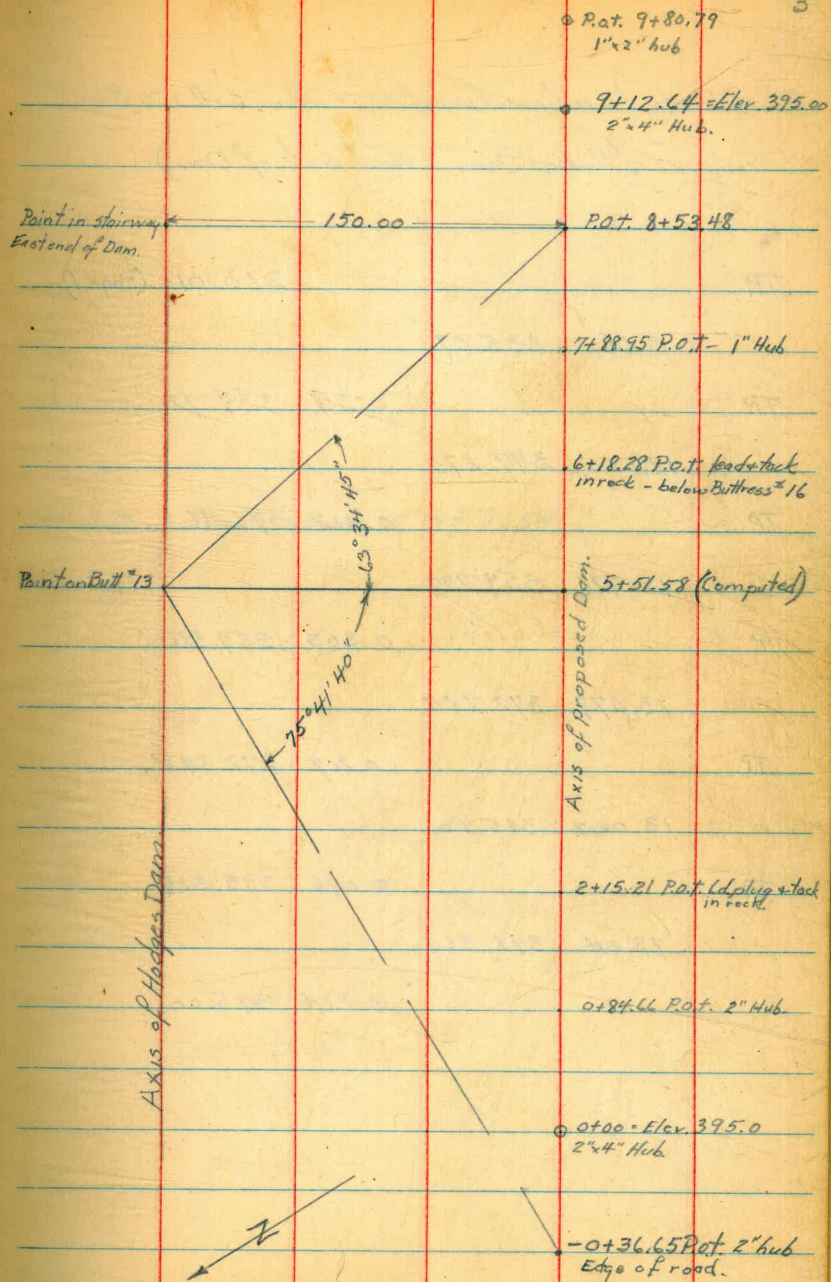 3
P.o.t. 9+80.79
1"x2" hub
9+12.64 = Elev. 395.00
2"x4" Hub.
Point in stairway
East end of Dam.
150.00
P.O.T. 8+53.48
7+88.95 P.O.T - 1" Hub
6+18.28 P.o.t. lead + tack
in rock - below Buttress #16
63° 34' 45"
Point on Butt #13
5+51.58 (Computed)
75° 41' 40"
Axis of proposed Dam.
Axis of Hodges Dam.
2+15.21 P.o.t. Ld. plug + tack
in rock.
0+84.66 P.o.t. 2" Hub.
0+00 = Elev. 395.0
2"x4" Hub
N
-0+36.65 P.o.t. 2" hub
Edge of road.